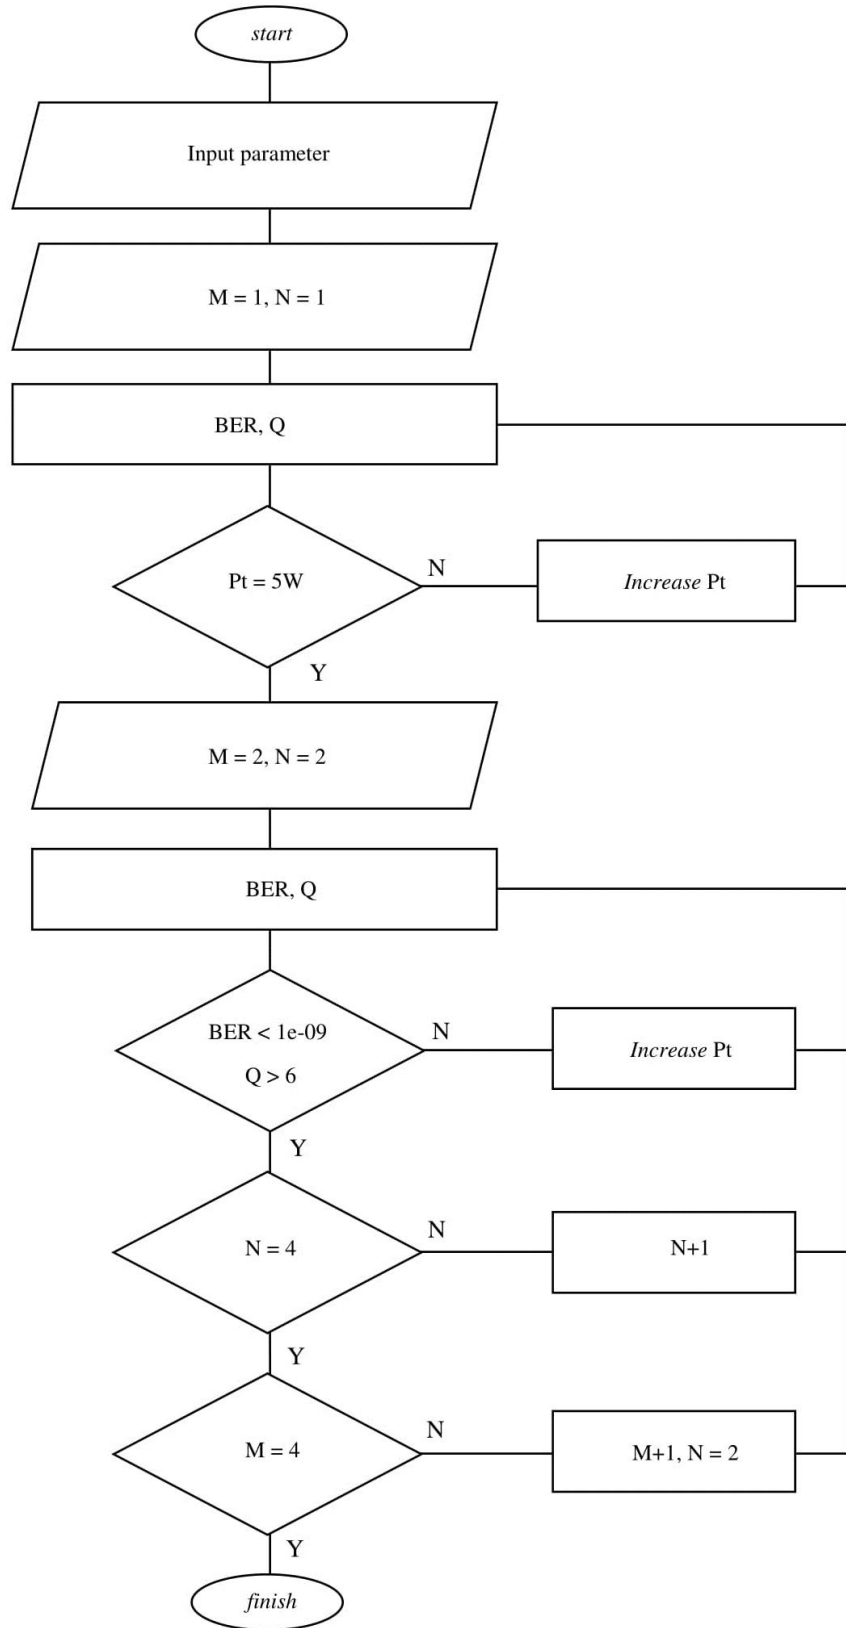 start
Input parameter
M = 1, N = 1
BER, Q
Pt = 5W
N
Increase Pt
Y
M = 2, N = 2
BER, Q
BER < 1e-09
Q > 6
N
Increase Pt
Y
N = 4
N
N+1
Y
M = 4
N
M+1, N = 2
Y
finish